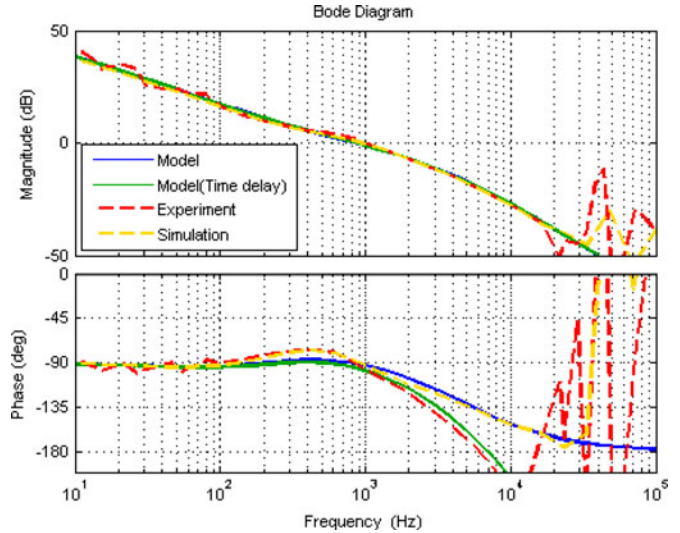 Bode Diagram
Magnitude (dB)
50
0
-50
Model
Model(Time delay)
Experiment
Simulation
Phase (deg)
0
-45
-90
-135
-180
10^1
10^2
10^3
10^4
10^5
Frequency (Hz)